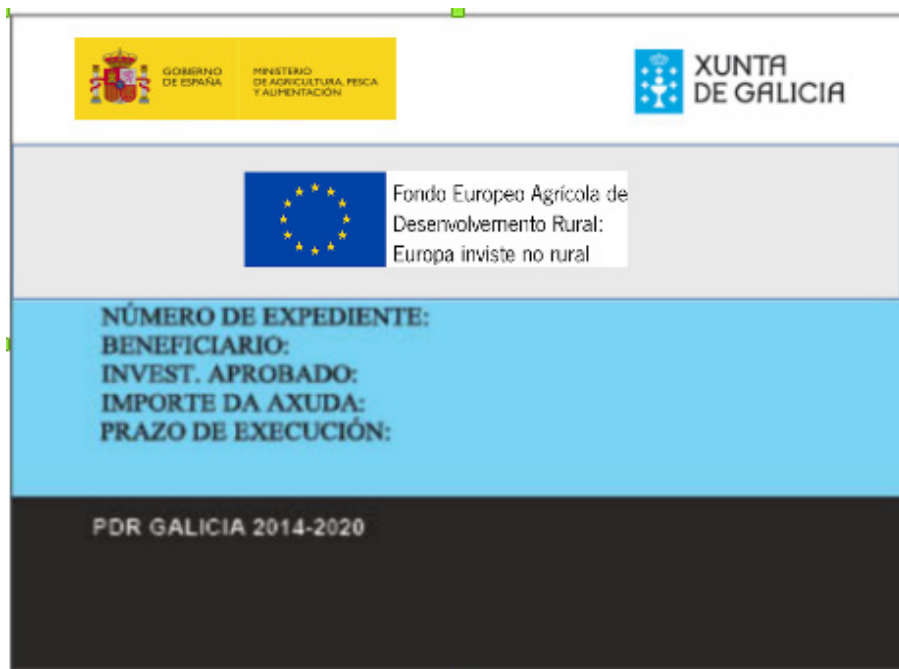 GOBIERNO
DE ESPAÑA
MINISTERIO
DE AGRICULTURA, PESCA
Y ALIMENTACIÓN
XUNTA
DE GALICIA
Fondo Europeo Agrícola de
Desenvolvemento Rural:
Europa inviste no rural
NÚMERO DE EXPEDIENTE:
BENEFICIARIO:
INVEST. APROBADO:
IMPORTE DA AXUDA:
PRAZO DE EXECUCIÓN:
PDR GALICIA 2014-2020